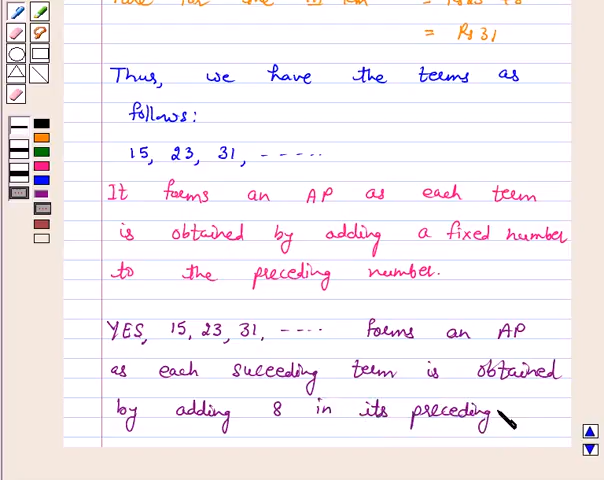 = Rs 31
Thus, we have the terms as
follows:
15, 23, 31, -----..
It forms an AP as each term
is obtained by adding a fixed number
to the preceding number.
YES, 15, 23, 31, ----.. forms an AP
as each succeeding term is obtained
by adding 8 in its preceding